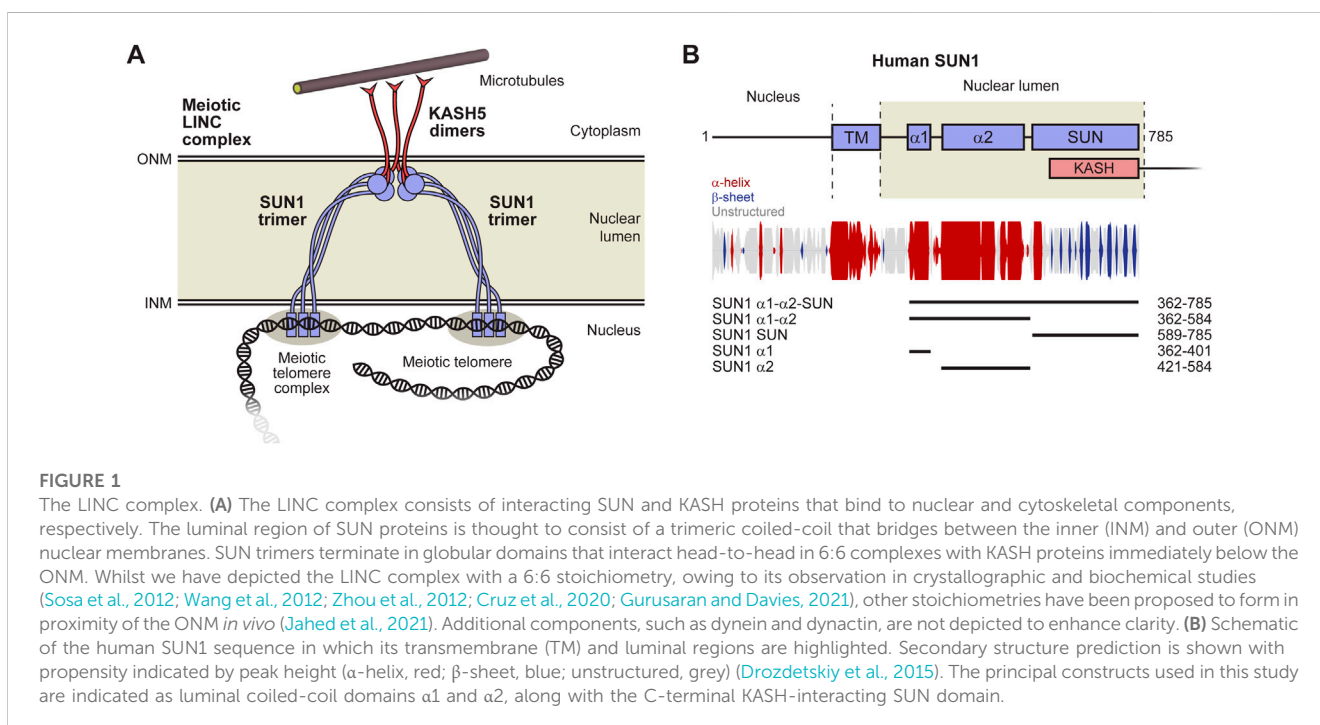 A
Meiotic
LINC
complex
Microtubules
KASH5
dimers
Cytoplasm
ONM
SUN1
trimer
SUN1
trimer
Nuclear
lumen
INM
Nucleus
Meiotic
telomere
complex
Meiotic telomere
B
Human SUN1
Nucleus
Nuclear lumen
1
TM
α1
α2
SUN
785
KASH
α-helix
β-sheet
Unstructured
SUN1 α1-α2-SUN 362-785
SUN1 α1-α2 362-584
SUN1 SUN 589-785
SUN1 α1 362-401
SUN1 α2 421-584
FIGURE 1
The LINC complex. (A) The LINC complex consists of interacting SUN and KASH proteins that bind to nuclear and cytoskeletal components,
respectively. The luminal region of SUN proteins is thought to consist of a trimeric coiled-coil that bridges between the inner (INM) and outer (ONM)
nuclear membranes. SUN trimers terminate in globular domains that interact head-to-head in 6:6 complexes with KASH proteins immediately below the
ONM. Whilst we have depicted the LINC complex with a 6:6 stoichiometry, owing to its observation in crystallographic and biochemical studies
(Sosa et al., 2012; Wang et al., 2012; Zhou et al., 2012; Cruz et al., 2020; Gurusaran and Davies, 2021), other stoichiometries have been proposed to form in
proximity of the ONM in vivo (Jahed et al., 2021). Additional components, such as dynein and dynactin, are not depicted to enhance clarity. (B) Schematic
of the human SUN1 sequence in which its transmembrane (TM) and luminal regions are highlighted. Secondary structure prediction is shown with
propensity indicated by peak height (α-helix, red; β-sheet, blue; unstructured, grey) (Drozdetskiy et al., 2015). The principal constructs used in this study
are indicated as luminal coiled-coil domains α1 and α2, along with the C-terminal KASH-interacting SUN domain.